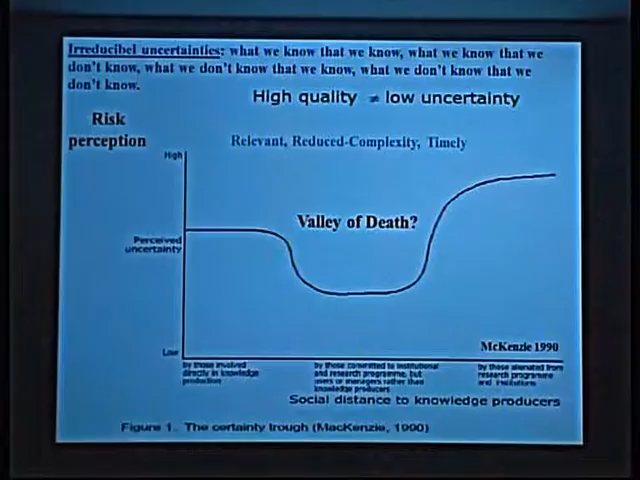 Irreducibel uncertainties: what we know that we know, what we know that we
don't know, what we don't know that we know, what we don't know that we
don't know.
High quality ≠ low uncertainty
Risk
perception
Relevant, Reduced-Complexity, Timely
High
Valley of Death?
Perceived
uncertainty
McKenzie 1990
Low
by those involved
directly in knowledge
production
by those committed to institutional
and research programme, but
users or managers rather than
knowledge producers
by those alienated from
research programme
and institutions
Social distance to knowledge producers
Figure 1. The certainty trough (MacKenzie, 1990)